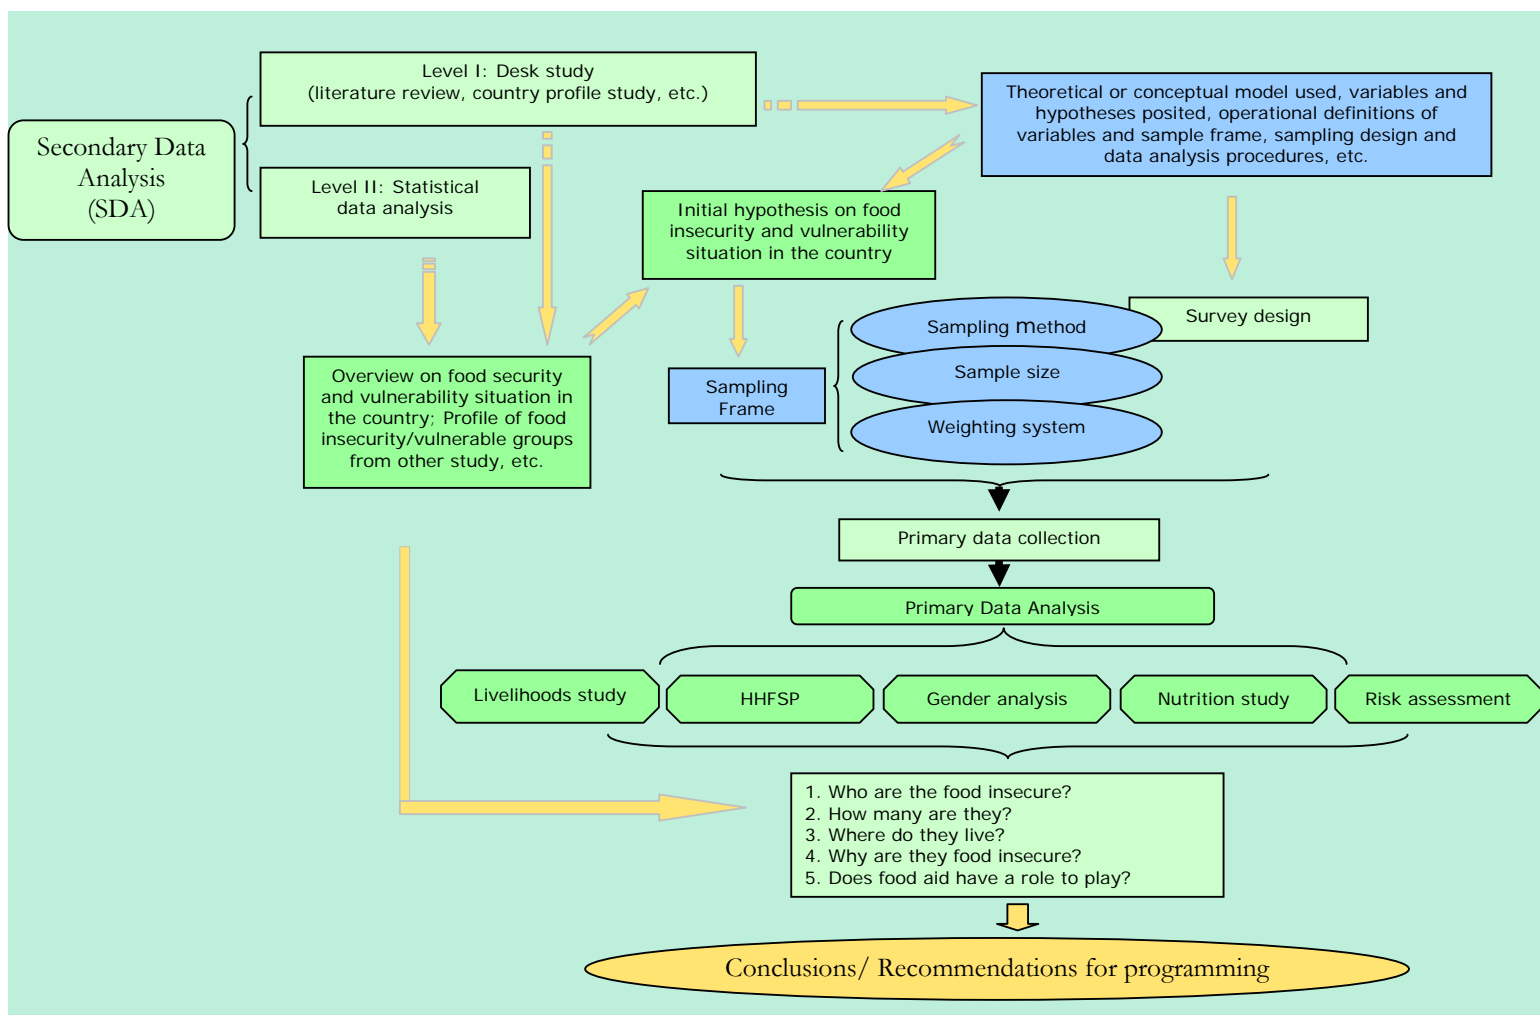 Level I: Desk study
(literature review, country profile study, etc.)
Theoretical or conceptual model used, variables and
hypotheses posited, operational definitions of
variables and sample frame, sampling design and
data analysis procedures, etc.
Secondary Data
Analysis
(SDA)
Level II: Statistical
data analysis
Initial hypothesis on food
insecurity and vulnerability
situation in the country
Survey design
Sampling method
Sample size
Weighting system
Sampling
Frame
Overview on food security
and vulnerability situation in
the country; Profile of food
insecurity/vulnerable groups
from other study, etc.
Primary data collection
Primary Data Analysis
Livelihoods study
HHFSP
Gender analysis
Nutrition study
Risk assessment
1. Who are the food insecure?
2. How many are they?
3. Where do they live?
4. Why are they food insecure?
5. Does food aid have a role to play?
Conclusions/ Recommendations for programming